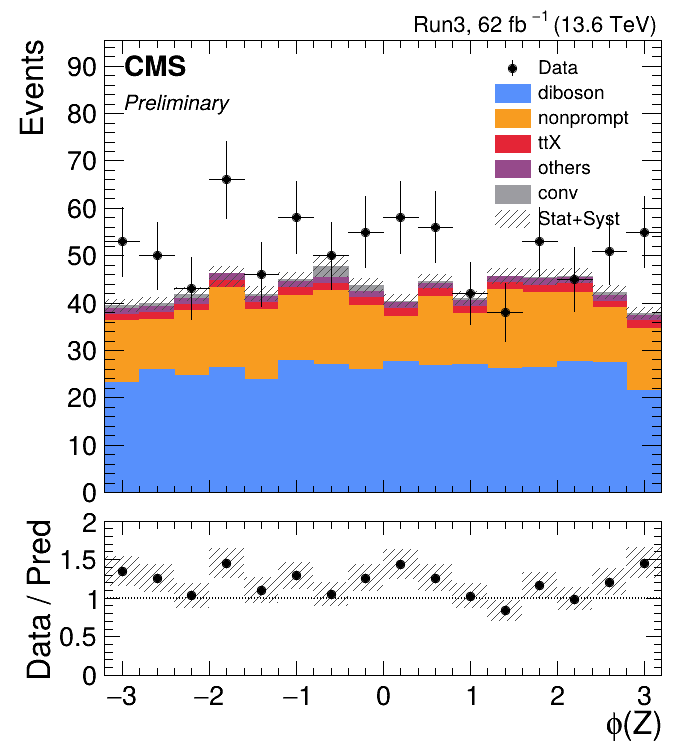 Run3, 62 fb⁻¹ (13.6 TeV)
CMS
Preliminary
Events
90
80
70
60
50
40
30
20
10
0
Data
diboson
nonprompt
ttX
others
conv
Stat+Syst
Data / Pred
2
1.5
1
0.5
0
−3 −2 −1 0 1 2 3
ϕ(Z)